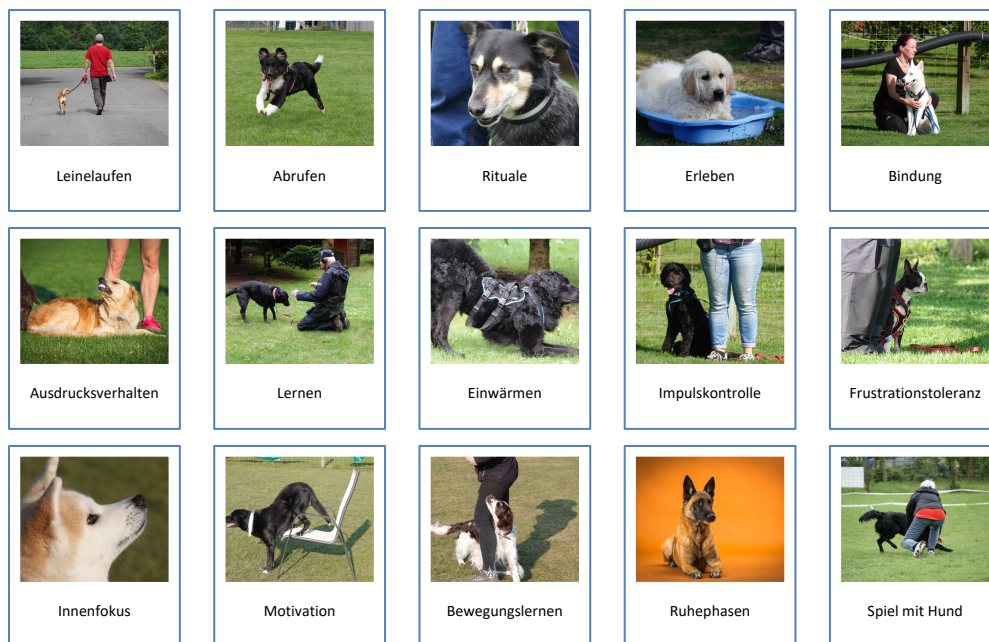 Leinelaufen
Abrufen
Rituale
Erleben
Bindung
Ausdrucksverhalten
Lernen
Einwärmen
Impulskontrolle
Frustrationstoleranz
Innenfokus
Motivation
Bewegungslernen
Ruhephasen
Spiel mit Hund